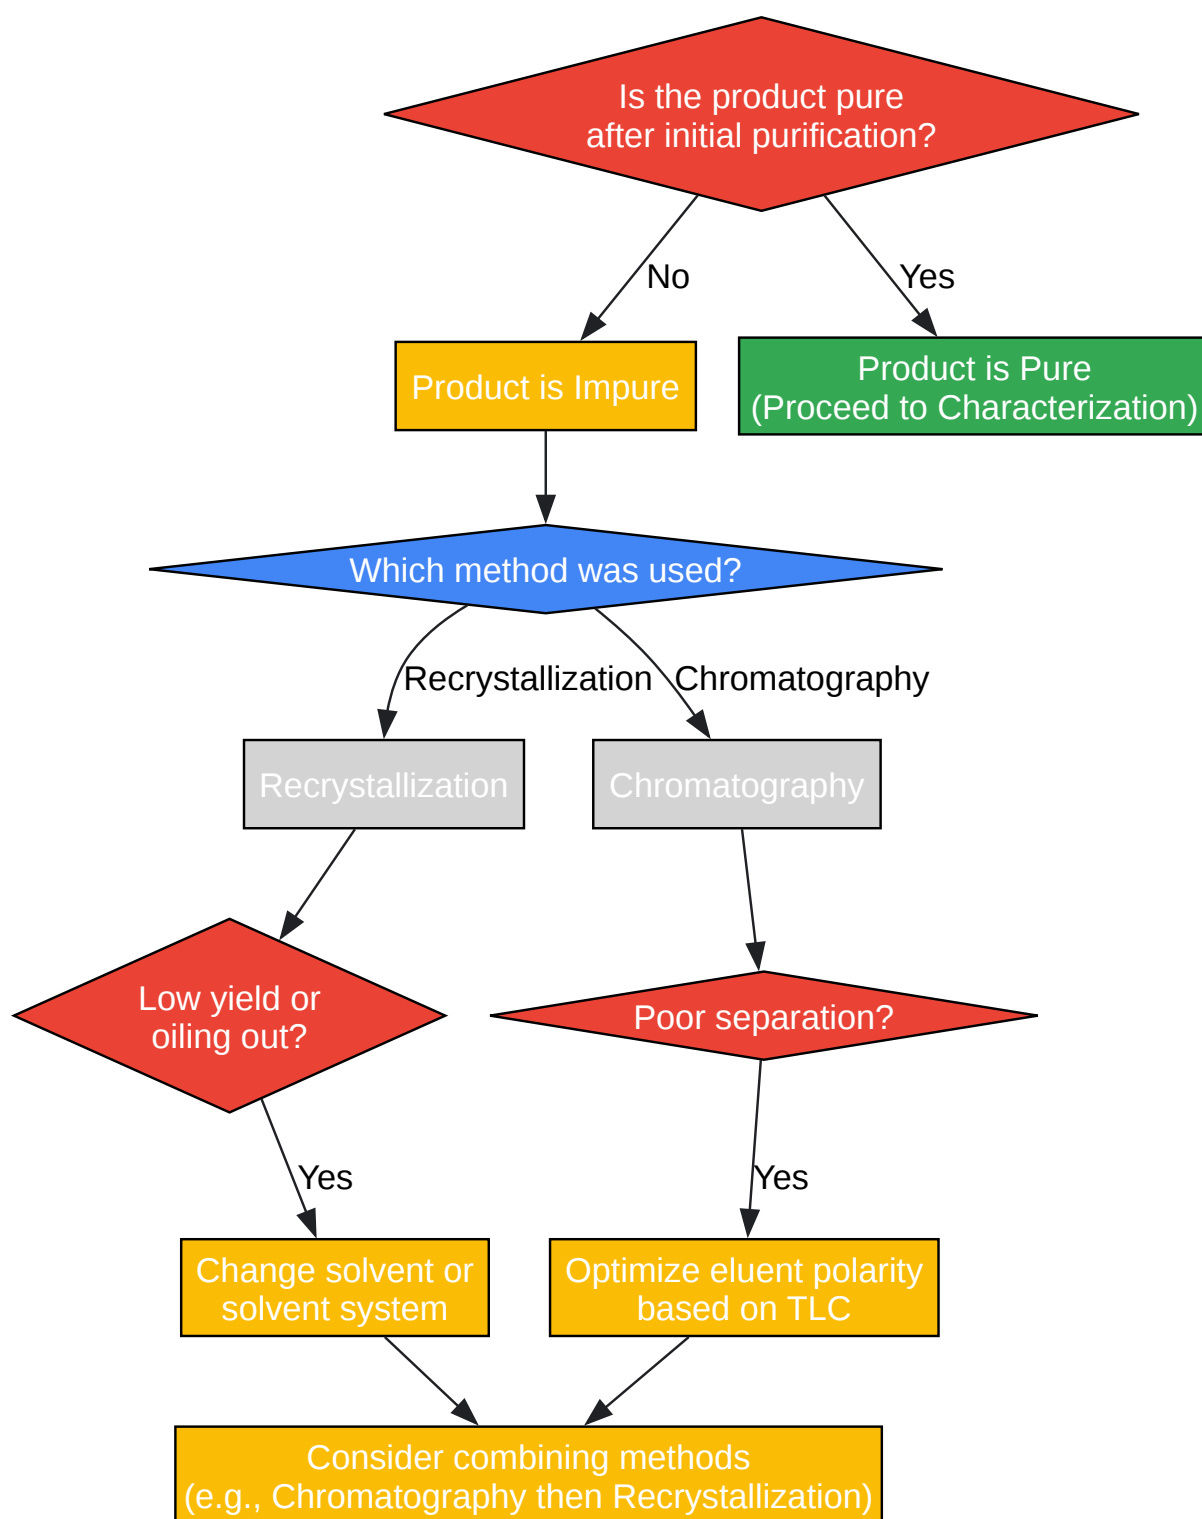 Is the product pure
after initial purification?
No
Yes
Product is Impure
Product is Pure
(Proceed to Characterization)
Which method was used?
Recrystallization
Chromatography
Recrystallization
Chromatography
Low yield or
oiling out?
Poor separation?
Yes
Yes
Change solvent or
solvent system
Optimize eluent polarity
based on TLC
Consider combining methods
(e.g., Chromatography then Recrystallization)